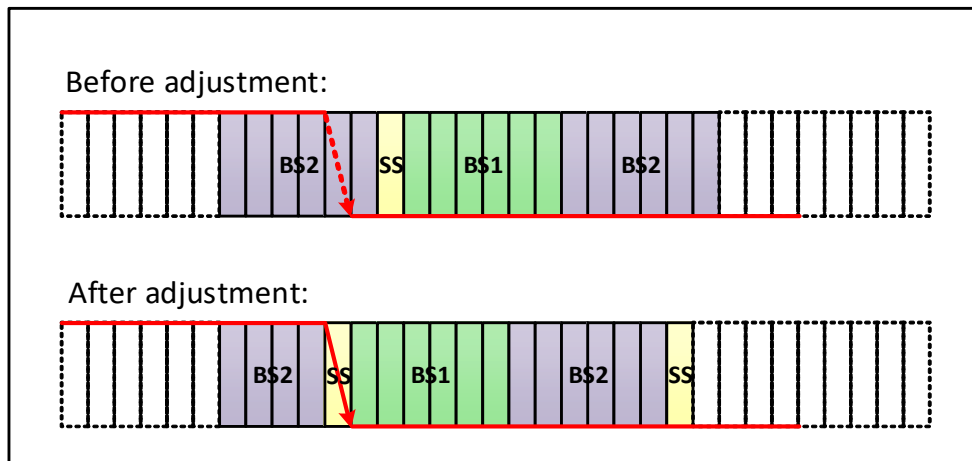 Before adjustment:
BS2 SS BS1 BS2
After adjustment:
BS2 SS BS1 BS2 SS